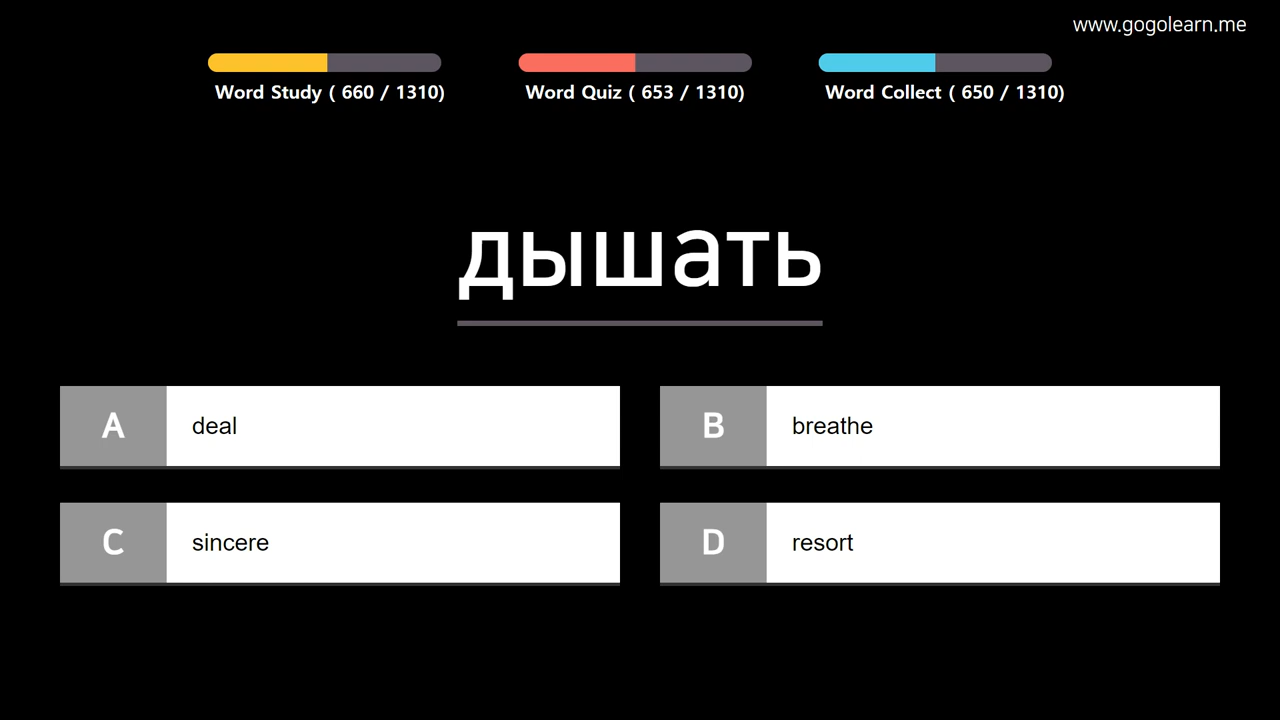 www.gogolearn.me
Word Study ( 660 / 1310)
Word Quiz ( 653 / 1310)
Word Collect ( 650 / 1310)
дышать
A deal
B breathe
C sincere
D resort